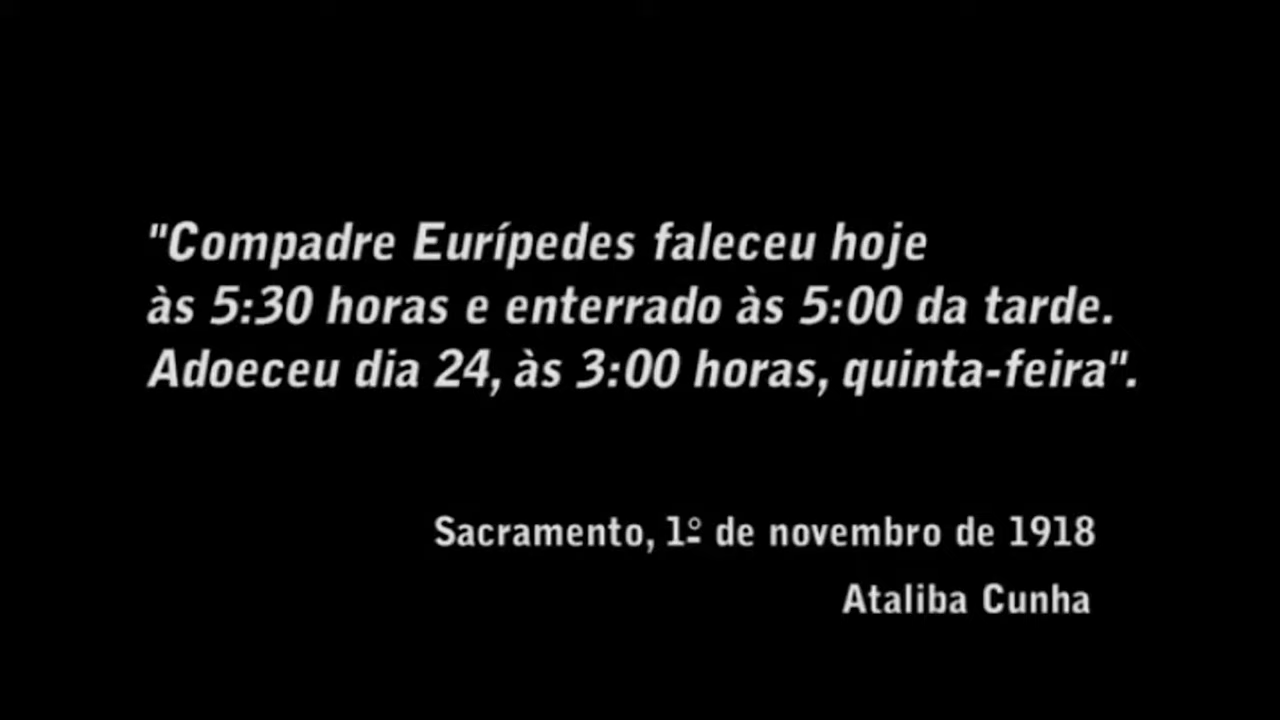 "Compadre Eurípedes faleceu hoje
às 5:30 horas e enterrado às 5:00 da tarde.
Adoeceu dia 24, às 3:00 horas, quinta-feira".
Sacramento, 1º de novembro de 1918
Ataliba Cunha